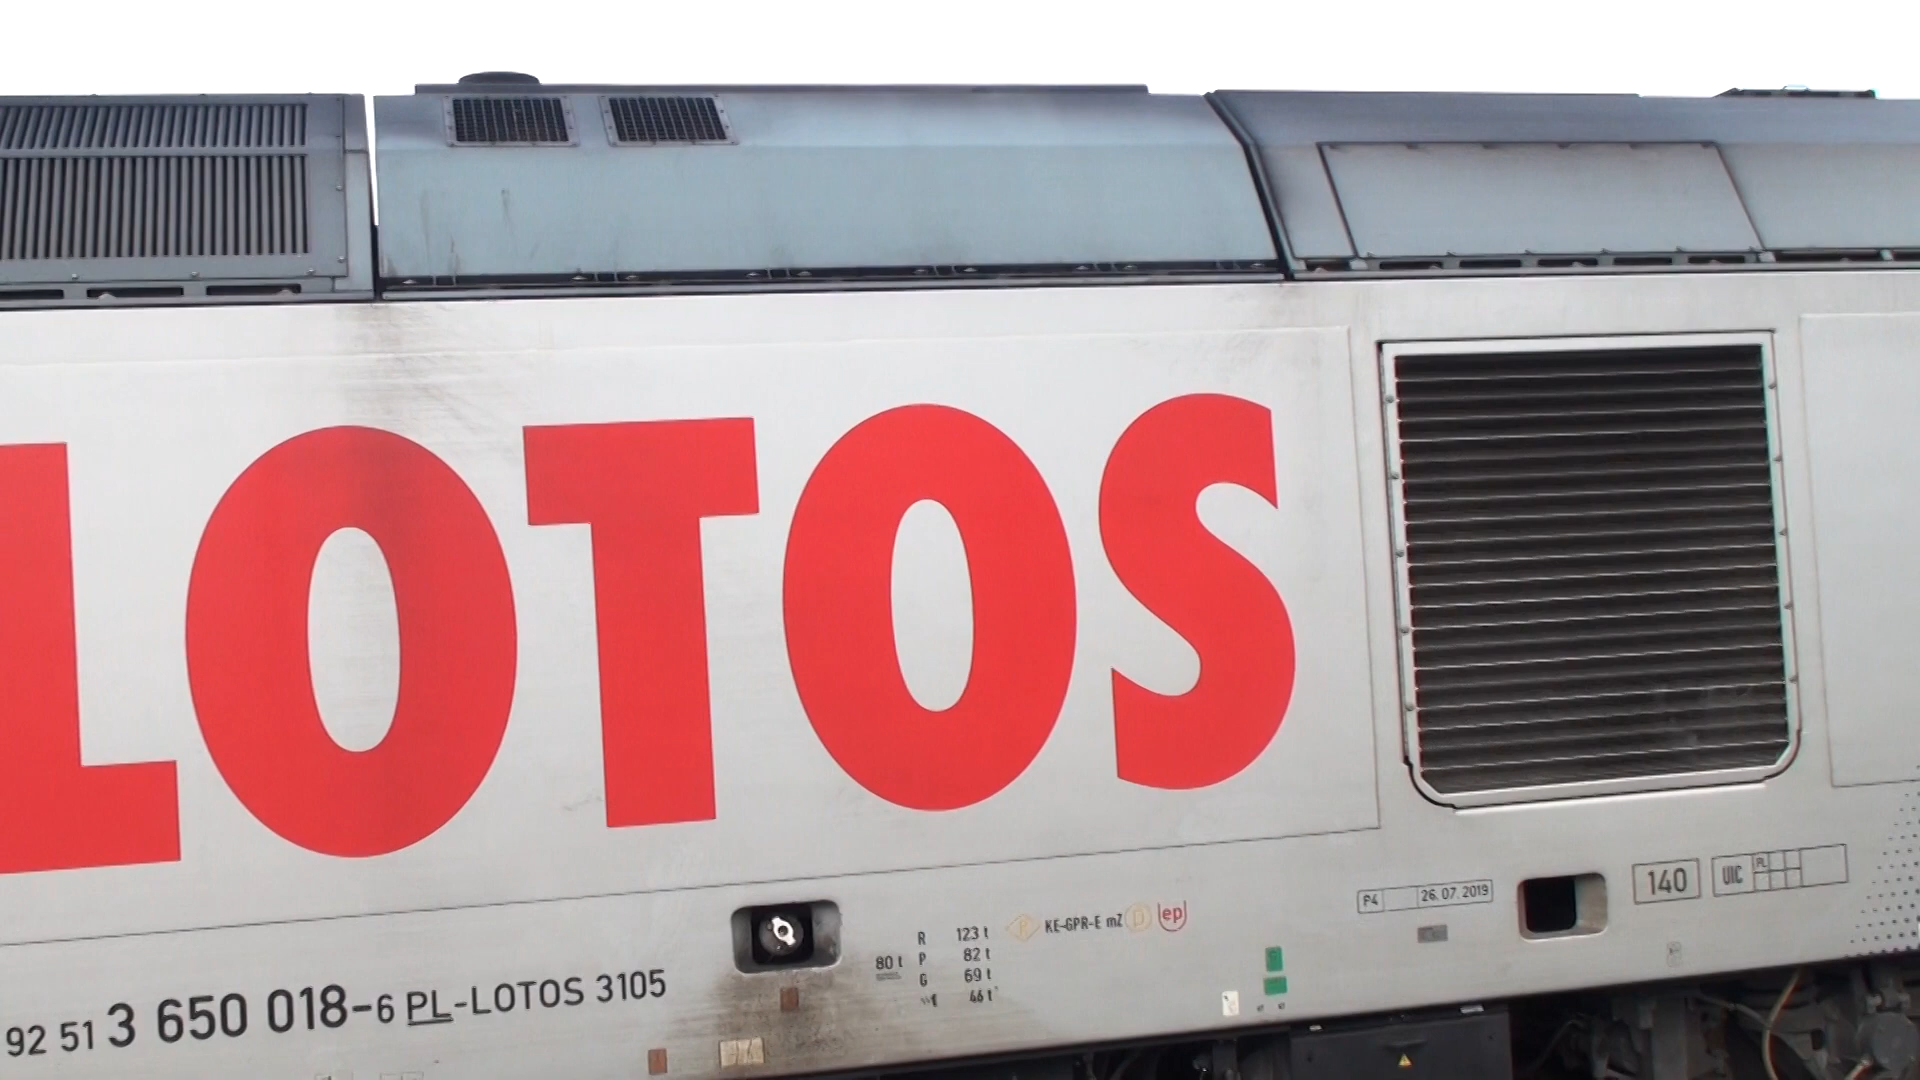 LOTOS
92 51 3 650 018-6 PL-LOTOS 3105
80 t
R 123 t
P 82 t
G 69 t
46 t
KE-GPR-E mZ
D
ep
P4 26.07.2019
140
UIC PL